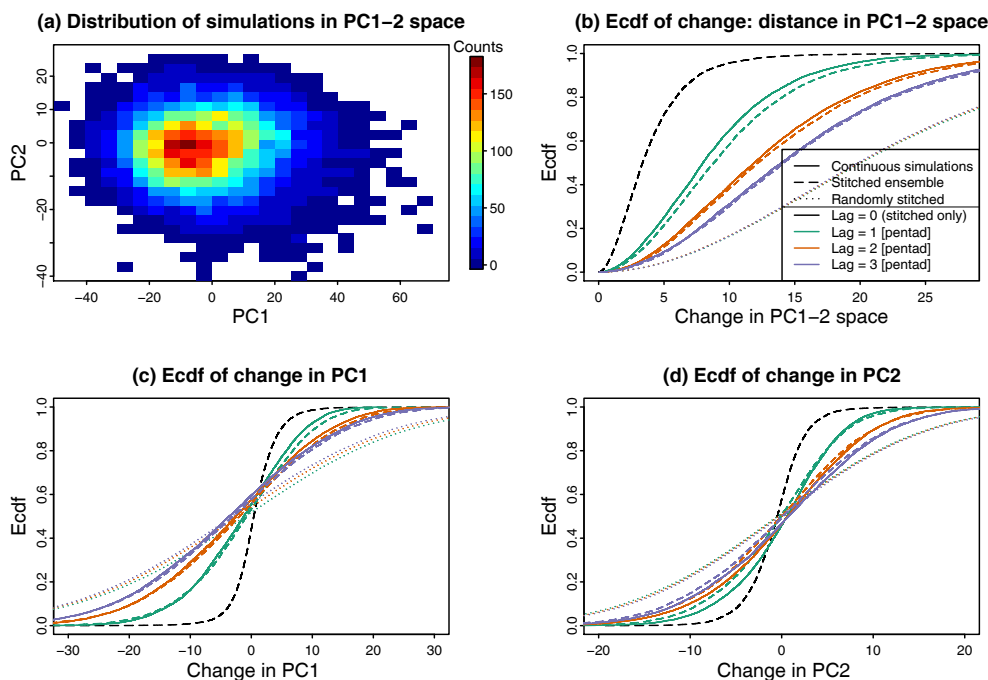 (a) Distribution of simulations in PC1−2 space
Counts
20
10
0
−10
−20
−30
−40
PC2
−40 −20 0 20 40 60
PC1
150
100
50
0
(b) Ecdf of change: distance in PC1−2 space
1.0
0.8
0.6
0.4
0.2
0.0
Ecdf
0 5 10 15 20 25
Change in PC1−2 space
Continuous simulations
Stitched ensemble
Randomly stitched
Lag = 0 (stitched only)
Lag = 1 [pentad]
Lag = 2 [pentad]
Lag = 3 [pentad]
(c) Ecdf of change in PC1
1.0
0.8
0.6
0.4
0.2
0.0
Ecdf
−30 −20 −10 0 10 20 30
Change in PC1
(d) Ecdf of change in PC2
1.0
0.8
0.6
0.4
0.2
0.0
Ecdf
−20 −10 0 10 20
Change in PC2